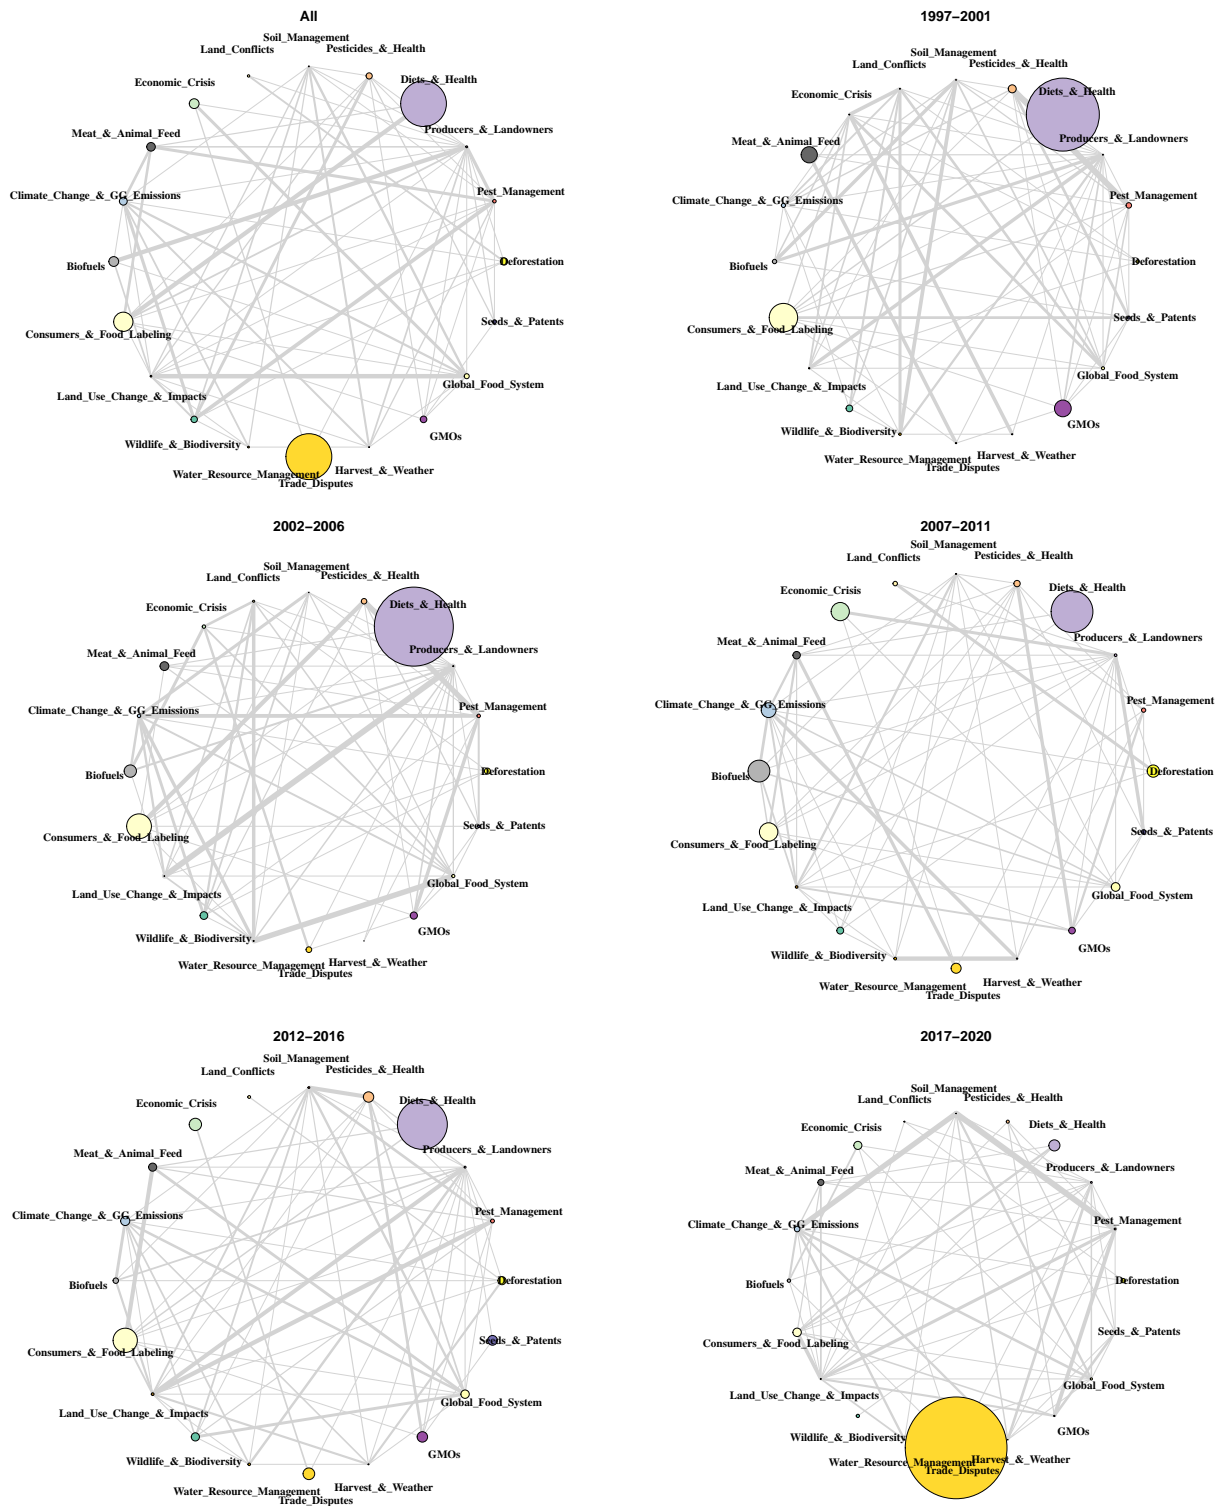 All
Soil_Management
Land_Conflicts
Pesticides_&_Health
Economic_Crisis
Diets_&_Health
Meat_&_Animal_Feed
Producers_&_Landowners
Climate_Change_&_GG_Emissions
Pest_Management
Biofuels
Deforestation
Consumers_&_Food_Labeling
Seeds_&_Patents
Land_Use_Change_&_Impacts
Global_Food_System
Wildlife_&_Biodiversity
GMOs
Water_Resource_Management
Harvest_&_Weather
Trade_Disputes
1997−2001
Soil_Management
Land_Conflicts
Pesticides_&_Health
Economic_Crisis
Diets_&_Health
Meat_&_Animal_Feed
Producers_&_Landowners
Climate_Change_&_GG_Emissions
Pest_Management
Biofuels
Deforestation
Consumers_&_Food_Labeling
Seeds_&_Patents
Land_Use_Change_&_Impacts
Global_Food_System
Wildlife_&_Biodiversity
GMOs
Water_Resource_Management
Harvest_&_Weather
Trade_Disputes
2002−2006
Soil_Management
Land_Conflicts
Pesticides_&_Health
Economic_Crisis
Diets_&_Health
Meat_&_Animal_Feed
Producers_&_Landowners
Climate_Change_&_GG_Emissions
Pest_Management
Biofuels
Deforestation
Consumers_&_Food_Labeling
Seeds_&_Patents
Land_Use_Change_&_Impacts
Global_Food_System
Wildlife_&_Biodiversity
GMOs
Water_Resource_Management
Harvest_&_Weather
Trade_Disputes
2007−2011
Soil_Management
Land_Conflicts
Pesticides_&_Health
Economic_Crisis
Diets_&_Health
Meat_&_Animal_Feed
Producers_&_Landowners
Climate_Change_&_GG_Emissions
Pest_Management
Biofuels
Deforestation
Consumers_&_Food_Labeling
Seeds_&_Patents
Land_Use_Change_&_Impacts
Global_Food_System
Wildlife_&_Biodiversity
GMOs
Water_Resource_Management
Harvest_&_Weather
Trade_Disputes
2012−2016
Soil_Management
Land_Conflicts
Pesticides_&_Health
Economic_Crisis
Diets_&_Health
Meat_&_Animal_Feed
Producers_&_Landowners
Climate_Change_&_GG_Emissions
Pest_Management
Biofuels
Deforestation
Consumers_&_Food_Labeling
Seeds_&_Patents
Land_Use_Change_&_Impacts
Global_Food_System
Wildlife_&_Biodiversity
GMOs
Water_Resource_Management
Harvest_&_Weather
Trade_Disputes
2017−2020
Soil_Management
Land_Conflicts
Pesticides_&_Health
Economic_Crisis
Diets_&_Health
Meat_&_Animal_Feed
Producers_&_Landowners
Climate_Change_&_GG_Emissions
Pest_Management
Biofuels
Deforestation
Consumers_&_Food_Labeling
Seeds_&_Patents
Land_Use_Change_&_Impacts
Global_Food_System
Wildlife_&_Biodiversity
GMOs
Water_Resource_Management
Harvest_&_Weather
Trade_Disputes